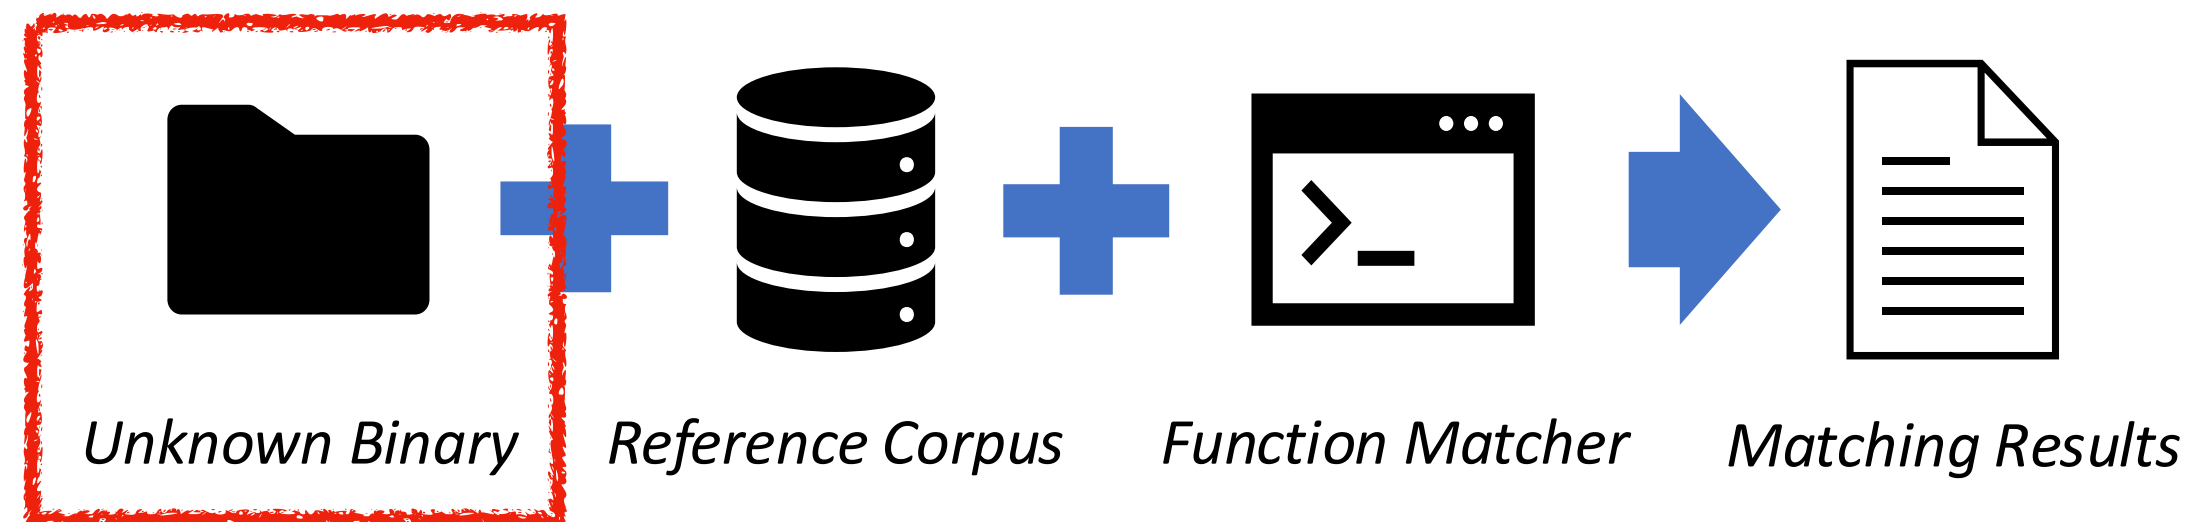 Unknown Binary
Reference Corpus
Function Matcher
Matching Results